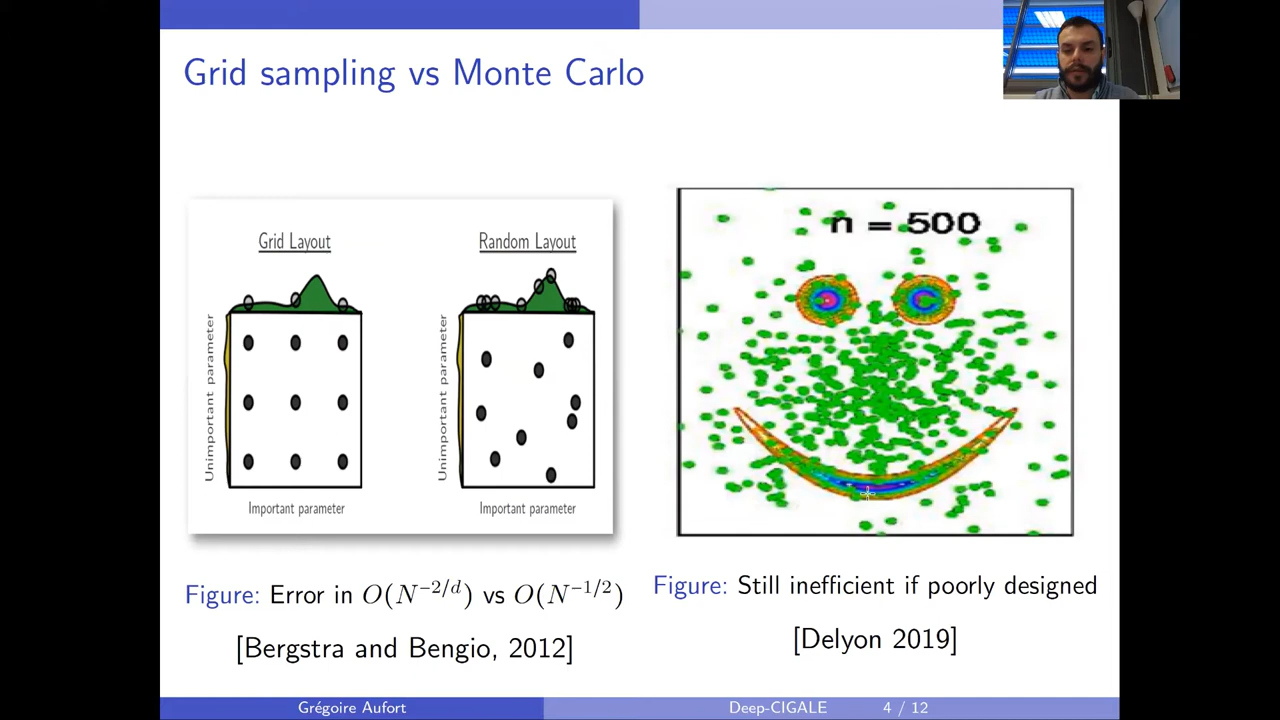 Grid sampling vs Monte Carlo
Grid Layout
Unimportant parameter
Important parameter
Random Layout
Unimportant parameter
Important parameter
n = 500
Figure: Error in O(N^{-2/d}) vs O(N^{-1/2})
[Bergstra and Bengio, 2012]
Figure: Still inefficient if poorly designed
[Delyon 2019]
Grégoire Aufort
Deep-CIGALE
4 / 12